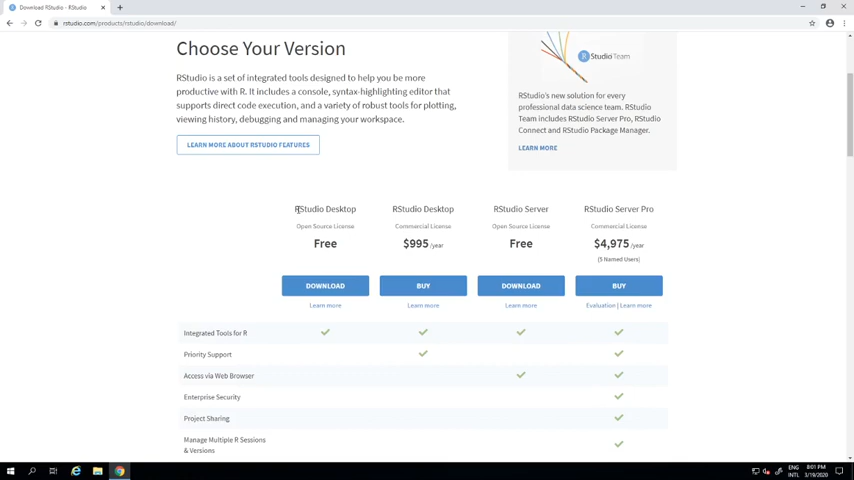 Download RStudio - RStudio
rstudio.com/products/rstudio/download/
Choose Your Version
RStudio is a set of integrated tools designed to help you be more
productive with R. It includes a console, syntax-highlighting editor that
supports direct code execution, and a variety of robust tools for plotting,
viewing history, debugging and managing your workspace.
LEARN MORE ABOUT RSTUDIO FEATURES
R Studio Team
RStudio's new solution for every
professional data science team. RStudio
Team includes RStudio Server Pro, RStudio
Connect and RStudio Package Manager.
LEARN MORE
RStudio Desktop RStudio Desktop RStudio Server RStudio Server Pro
Open Source License Commercial License Open Source License Commercial License
Free $995 /year Free $4,975 /year
(5 Named Users)
DOWNLOAD BUY DOWNLOAD BUY
Learn more Learn more Learn more Evaluation | Learn more
Integrated Tools for R
Priority Support
Access via Web Browser
Enterprise Security
Project Sharing
Manage Multiple R Sessions
& Versions
ENG 8:01 PM
INTL 3/19/2020